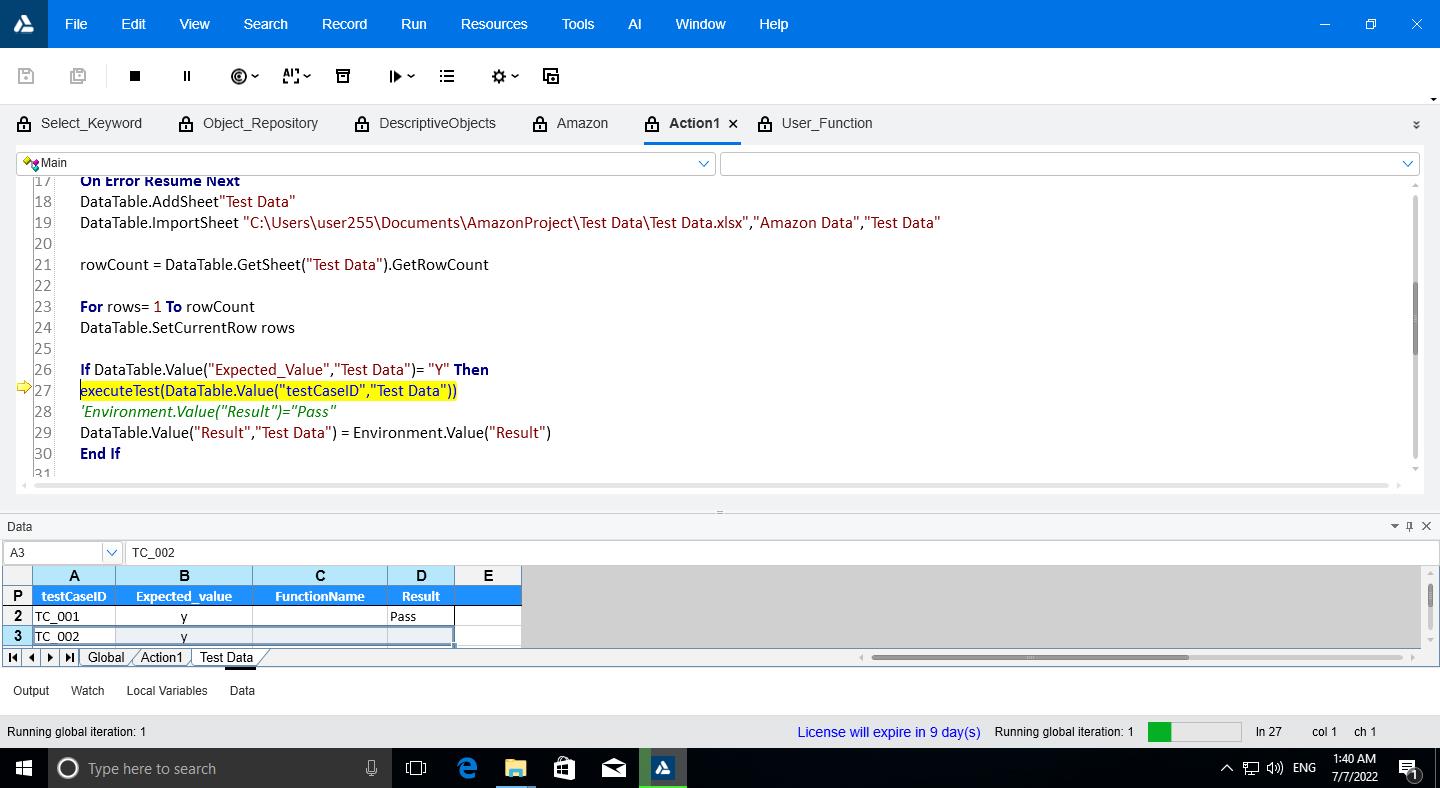 File Edit View Search Record Run Resources Tools AI Window Help
Select_Keyword Object_Repository DescriptiveObjects Amazon Action1 User_Function
Main
17 On Error Resume Next
18 DataTable.AddSheet"Test Data"
19 DataTable.ImportSheet "C:\Users\user255\Documents\AmazonProject\Test Data\Test Data.xlsx","Amazon Data","Test Data"
20
21 rowCount = DataTable.GetSheet("Test Data").GetRowCount
22
23 For rows= 1 To rowCount
24 DataTable.SetCurrentRow rows
25
26 If DataTable.Value("Expected_Value","Test Data")= "Y" Then
27 executeTest(DataTable.Value("testCaseID","Test Data"))
28 'Environment.Value("Result")="Pass"
29 DataTable.Value("Result","Test Data") = Environment.Value("Result")
30 End If
31
Data
A3 TC_002
A B C D E
P testCaseID Expected_value FunctionName Result
2 TC_001 y Pass
3 TC_002 y
Global Action1 Test Data
Output Watch Local Variables Data
Running global iteration: 1 License will expire in 9 day(s) Running global iteration: 1 ln 27 col 1 ch 1
Type here to search ENG 1:40 AM
7/7/2022 1